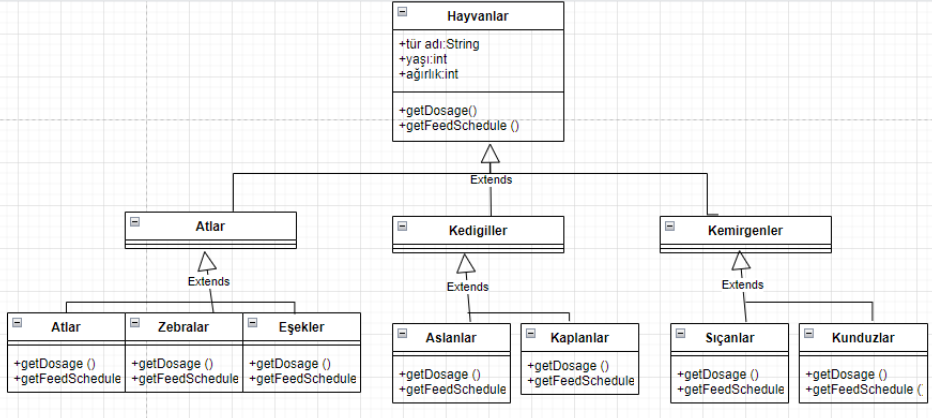 Hayvanlar
+tür adı:String
+yaşı:int
+ağırlık:int
+getDosage()
+getFeedSchedule ()
Extends
Atlar
Kedigiller
Kemirgenler
Extends
Extends
Extends
Atlar
+getDosage ()
+getFeedSchedule
Zebralar
+getDosage ()
+getFeedSchedule
Eşekler
+getDosage ()
+getFeedSchedule
Aslanlar
+getDosage ()
+getFeedSchedule
Kaplanlar
+getDosage ()
+getFeedSchedule
Sıçanlar
+getDosage ()
+getFeedSchedule
Kunduzlar
+getDosage ()
+getFeedSchedule (